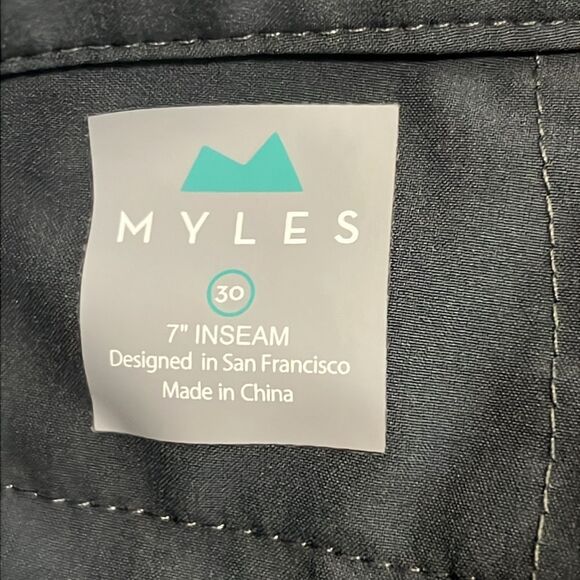 MYLES
30
7" INSEAM
Designed in San Francisco
Made in China